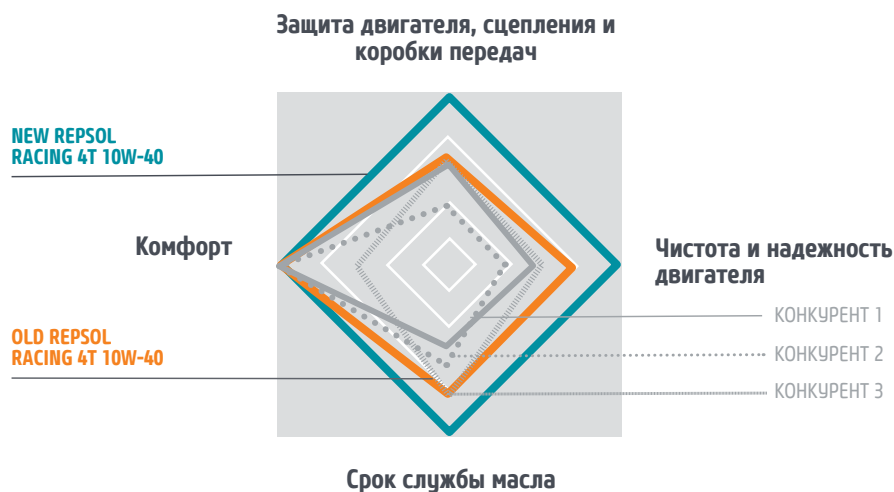 Защита двигателя, сцепления и
коробки передач
NEW REPSOL
RACING 4T 10W-40
Комфорт
Чистота и надежность
двигателя
КОНКУРЕНТ 1
OLD REPSOL
RACING 4T 10W-40
КОНКУРЕНТ 2
КОНКУРЕНТ 3
Срок службы масла